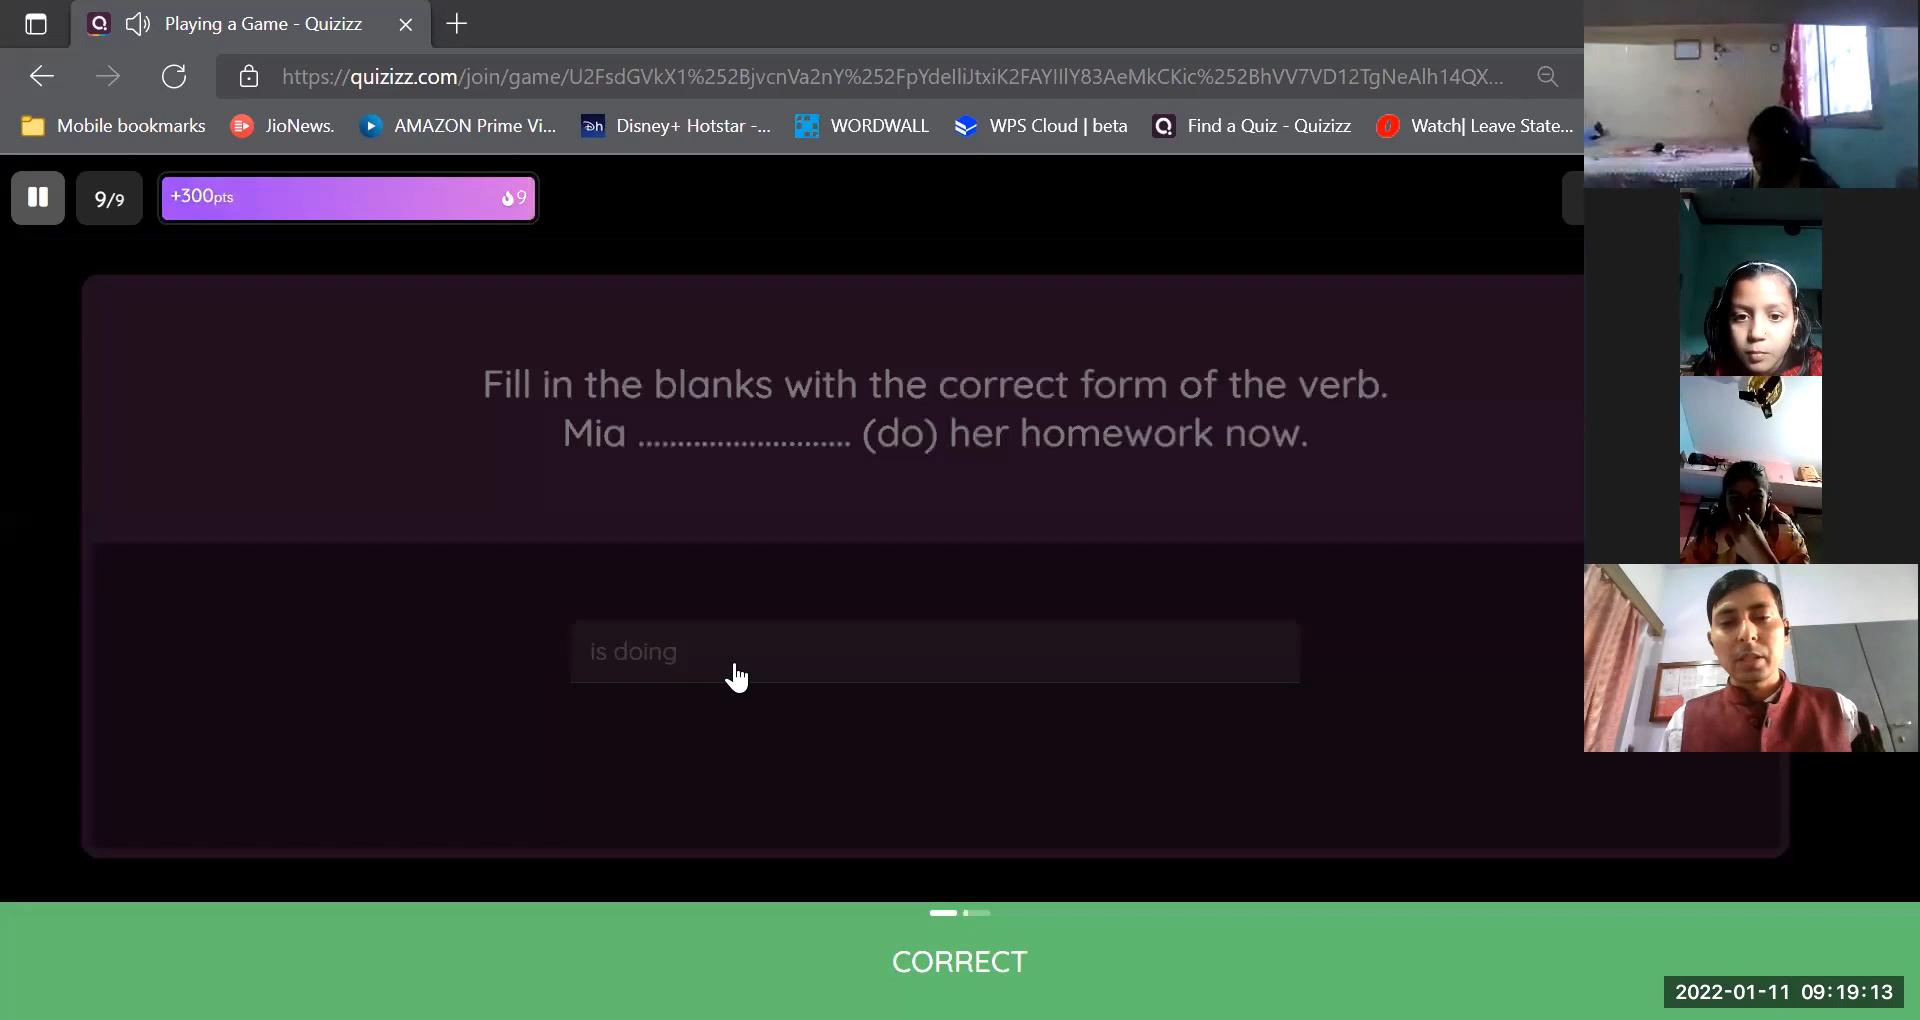 Playing a Game - Quizizz
https://quizizz.com/join/game/U2FsdGVkX1%252BjvcnVa2nY%252FpYdelliJtxiK2FAYIIlY83AeMkCKic%252BhVV7VD12TgNeAlh14QX...
Mobile bookmarks
JioNews.
AMAZON Prime Vi...
Disney+ Hotstar -...
WORDWALL
WPS Cloud | beta
Find a Quiz - Quizizz
Watch| Leave State...
9/9
+300pts
9
Fill in the blanks with the correct form of the verb.
Mia ........................... (do) her homework now.
is doing
CORRECT
2022-01-11 09:19:13